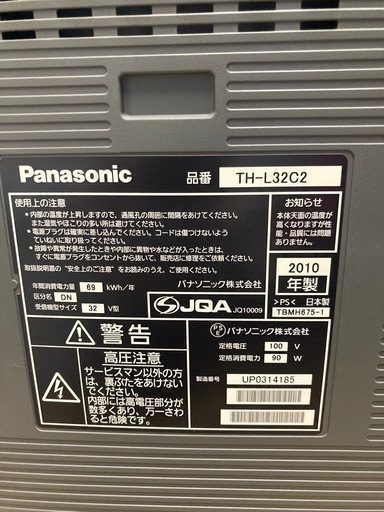 Panasonic
品番 TH-L32C2
使用上の注意
・内部の温度が上昇しますので、通風孔の周囲に間隔をあけてください。
また湿気やほこりの多い所は避けてください。
・電源プラグは確実に差し込んでください。コードは傷つけないよう
ていねいに取り扱ってください。
・故障や異常が発生したときや内部に異物や水などが入ったときは、
すぐ電源プラグをコンセントから抜いて、販売店に修理をご依頼ください。
取扱説明書の"安全上のご注意"をお読みのうえ、ご使用ください。
お知らせ
本体天面の温度
が高くなる場合
がありますが、性
能・品質には問題
ありません。
年間消費電力量 69 kWh/年
区分名 DN
受信機型サイズ 32 V型
パナソニック株式会社
JQA JQ10009
2010
年製
>PS< 日本製
TBMH675-1
警告
高圧注意
サービスマン以外の方
は、裏ぶたをあけない
でください。
内部には高電圧部分が
数多くあり、万一さわ
ると危険です。
PS E パナソニック株式会社
定格電圧 100 V
定格消費電力 90 W
製造番号 UP0314185